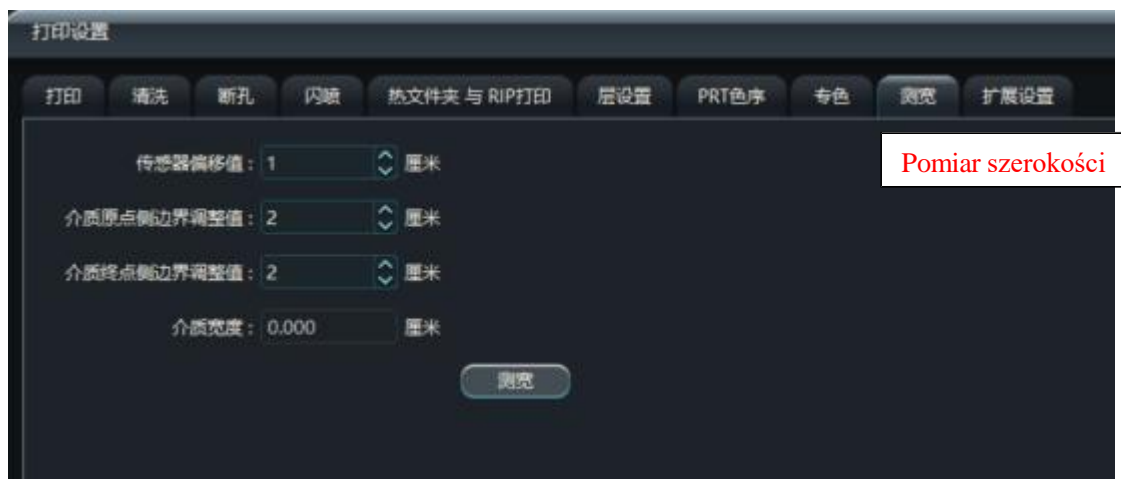 打印设置
打印 清洗 断孔 闪喷 热文件夹 与 RIP打印 层设置 PRT色序 专色 测宽 扩展设置
Pomiar szerokości
传感器偏移值： 1 厘米
介质原点侧边界调整值： 2 厘米
介质终点侧边界调整值： 2 厘米
介质宽度： 0.000 厘米
测宽